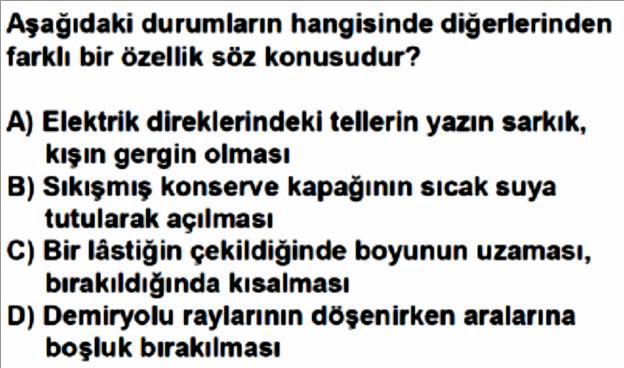 Aşağıdaki durumların hangisinde diğerlerinden
farklı bir özellik söz konusudur?
A) Elektrik direklerindeki tellerin yazın sarkık,
kışın gergin olması
B) Sıkışmış konserve kapağının sıcak suya
tutularak açılması
C) Bir lâstiğin çekildiğinde boyunun uzaması,
bırakıldığında kısalması
D) Demiryolu raylarının döşenirken aralarına
boşluk bırakılması